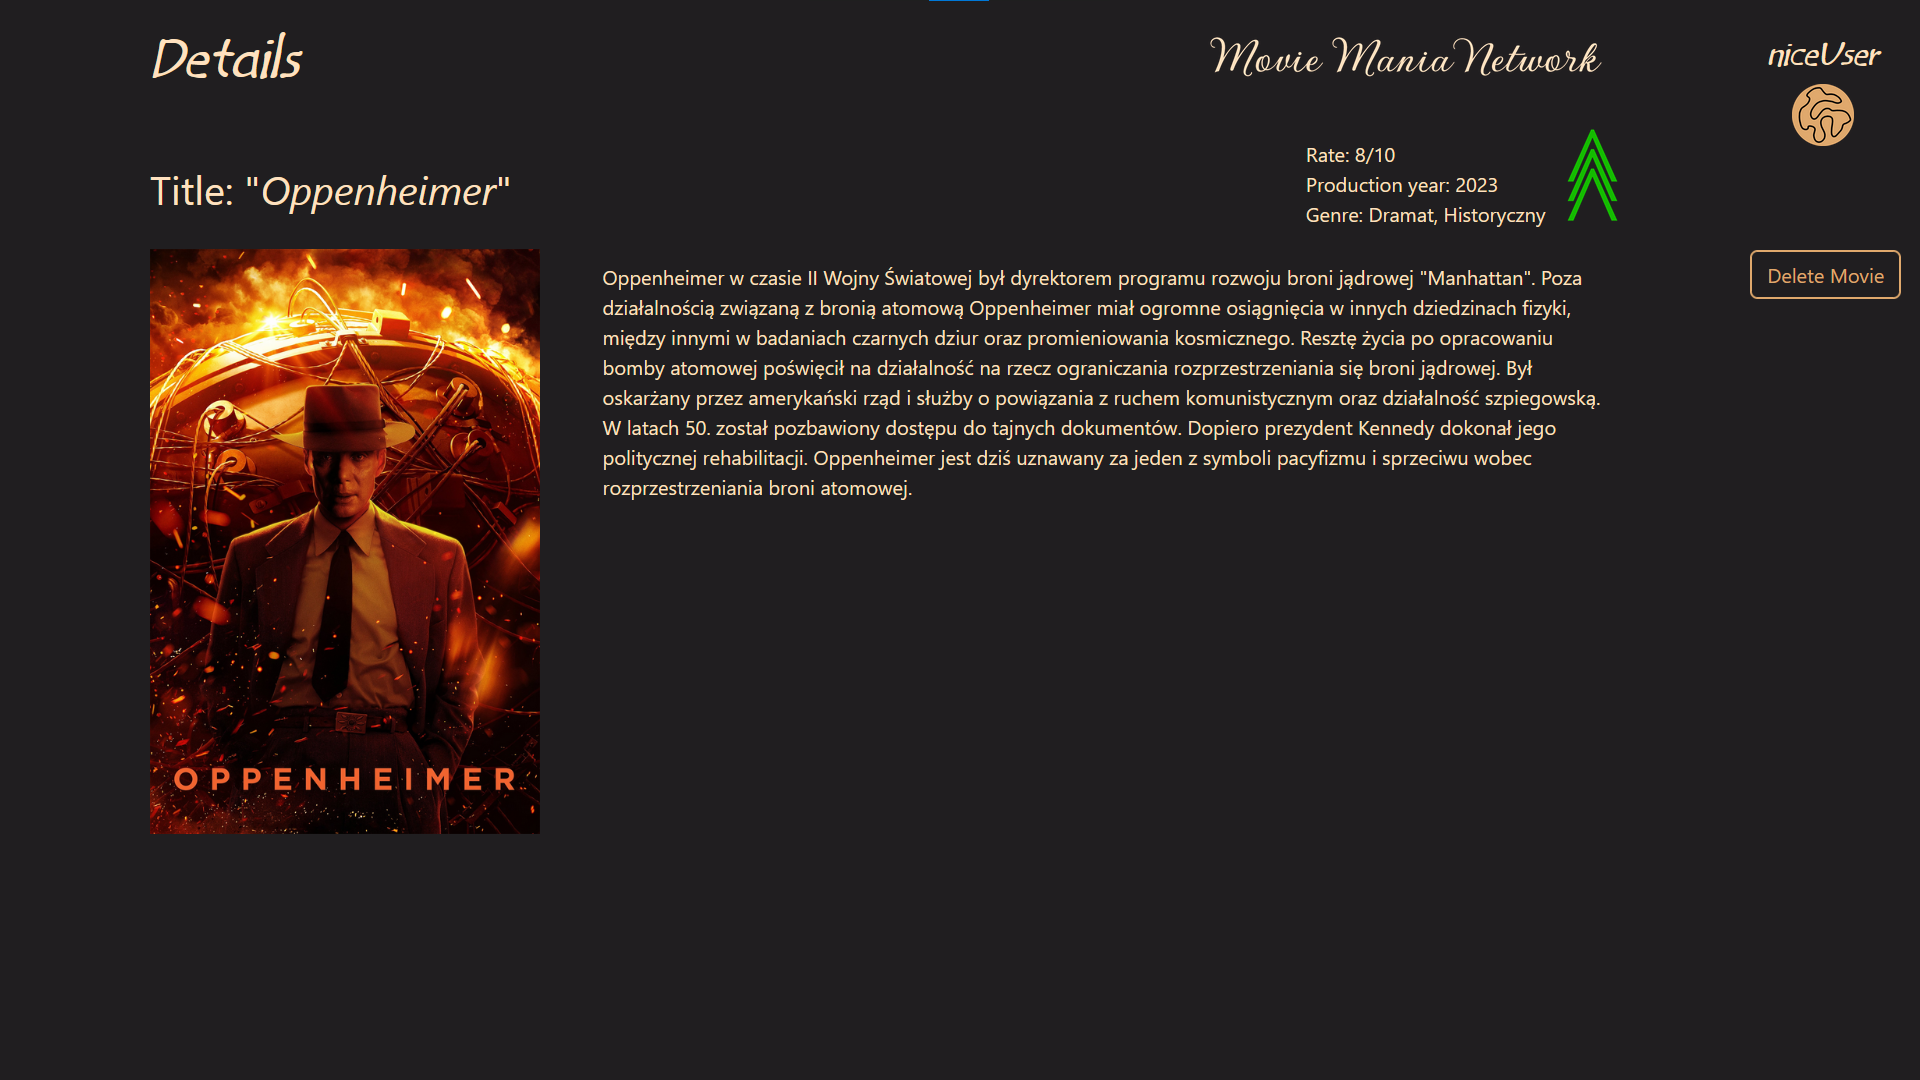 Details
Movie Mania Network
niceUser
Title: "Oppenheimer"
Rate: 8/10
Production year: 2023
Genre: Dramat, Historyczny
Delete Movie
Oppenheimer w czasie II Wojny Światowej był dyrektorem programu rozwoju broni jądrowej "Manhattan". Poza
działalnością związaną z bronią atomową Oppenheimer miał ogromne osiągnięcia w innych dziedzinach fizyki,
między innymi w badaniach czarnych dziur oraz promieniowania kosmicznego. Resztę życia po opracowaniu
bomby atomowej poświęcił na działalność na rzecz ograniczania rozprzestrzeniania się broni jądrowej. Był
oskarżany przez amerykański rząd i służby o powiązania z ruchem komunistycznym oraz działalność szpiegowską.
W latach 50. został pozbawiony dostępu do tajnych dokumentów. Dopiero prezydent Kennedy dokonał jego
politycznej rehabilitacji. Oppenheimer jest dziś uznawany za jeden z symboli pacyfizmu i sprzeciwu wobec
rozprzestrzeniania broni atomowej.
OPPENHEIMER